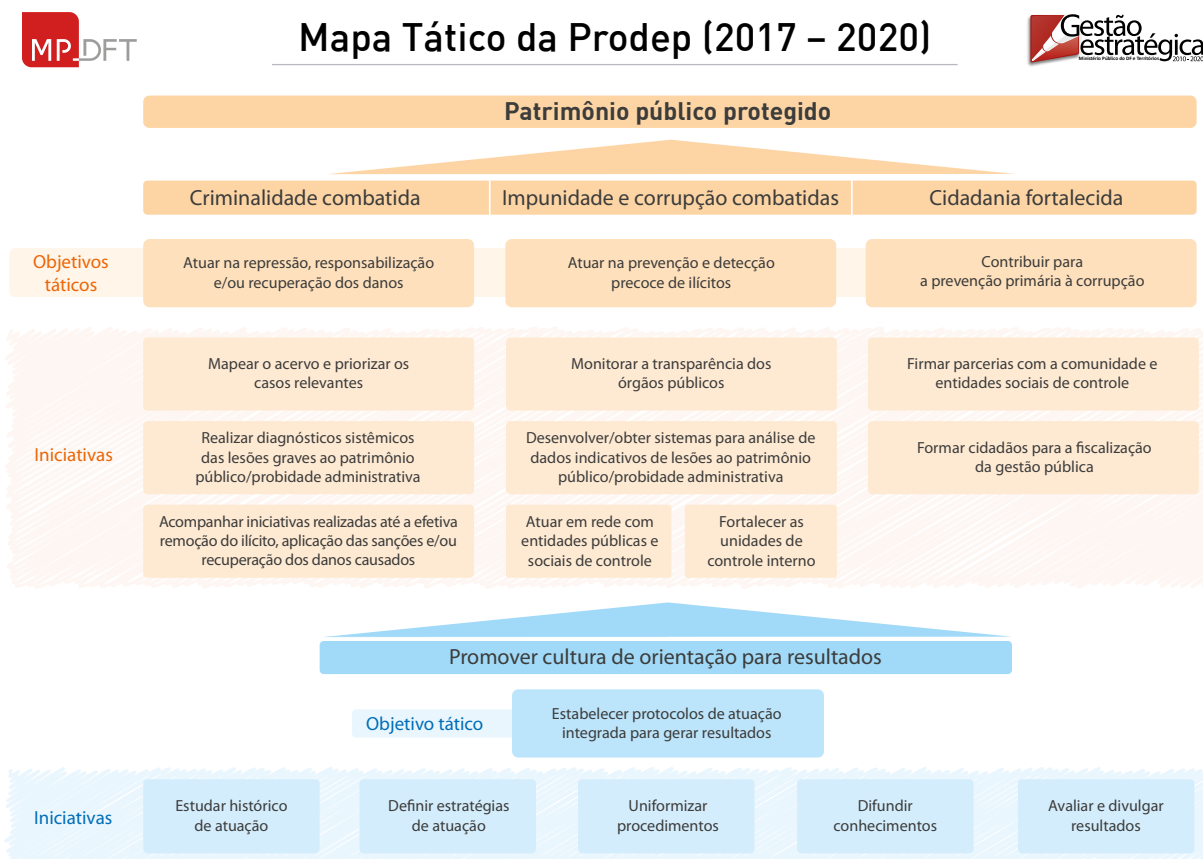 MP_DFT
Mapa Tático da Prodep (2017 – 2020)
Gestão
estratégica
Ministério Público do DF e Territórios 2010 - 2020
Patrimônio público protegido
Criminalidade combatida
Impunidade e corrupção combatidas
Cidadania fortalecida
Objetivos
táticos
Atuar na repressão, responsabilização
e/ou recuperação dos danos
Atuar na prevenção e detecção
precoce de ilícitos
Contribuir para
a prevenção primária à corrupção
Iniciativas
Mapear o acervo e priorizar os
casos relevantes
Monitorar a transparência dos
órgãos públicos
Firmar parcerias com a comunidade e
entidades sociais de controle
Realizar diagnósticos sistêmicos
das lesões graves ao patrimônio
público/probidade administrativa
Desenvolver/obter sistemas para análise de
dados indicativos de lesões ao patrimônio
público/probidade administrativa
Formar cidadãos para a fiscalização
da gestão pública
Acompanhar iniciativas realizadas até a efetiva
remoção do ilícito, aplicação das sanções e/ou
recuperação dos danos causados
Atuar em rede com
entidades públicas e
sociais de controle
Fortalecer as
unidades de
controle interno
Promover cultura de orientação para resultados
Objetivo tático
Estabelecer protocolos de atuação
integrada para gerar resultados
Iniciativas
Estudar histórico
de atuação
Definir estratégias
de atuação
Uniformizar
procedimentos
Difundir
conhecimentos
Avaliar e divulgar
resultados